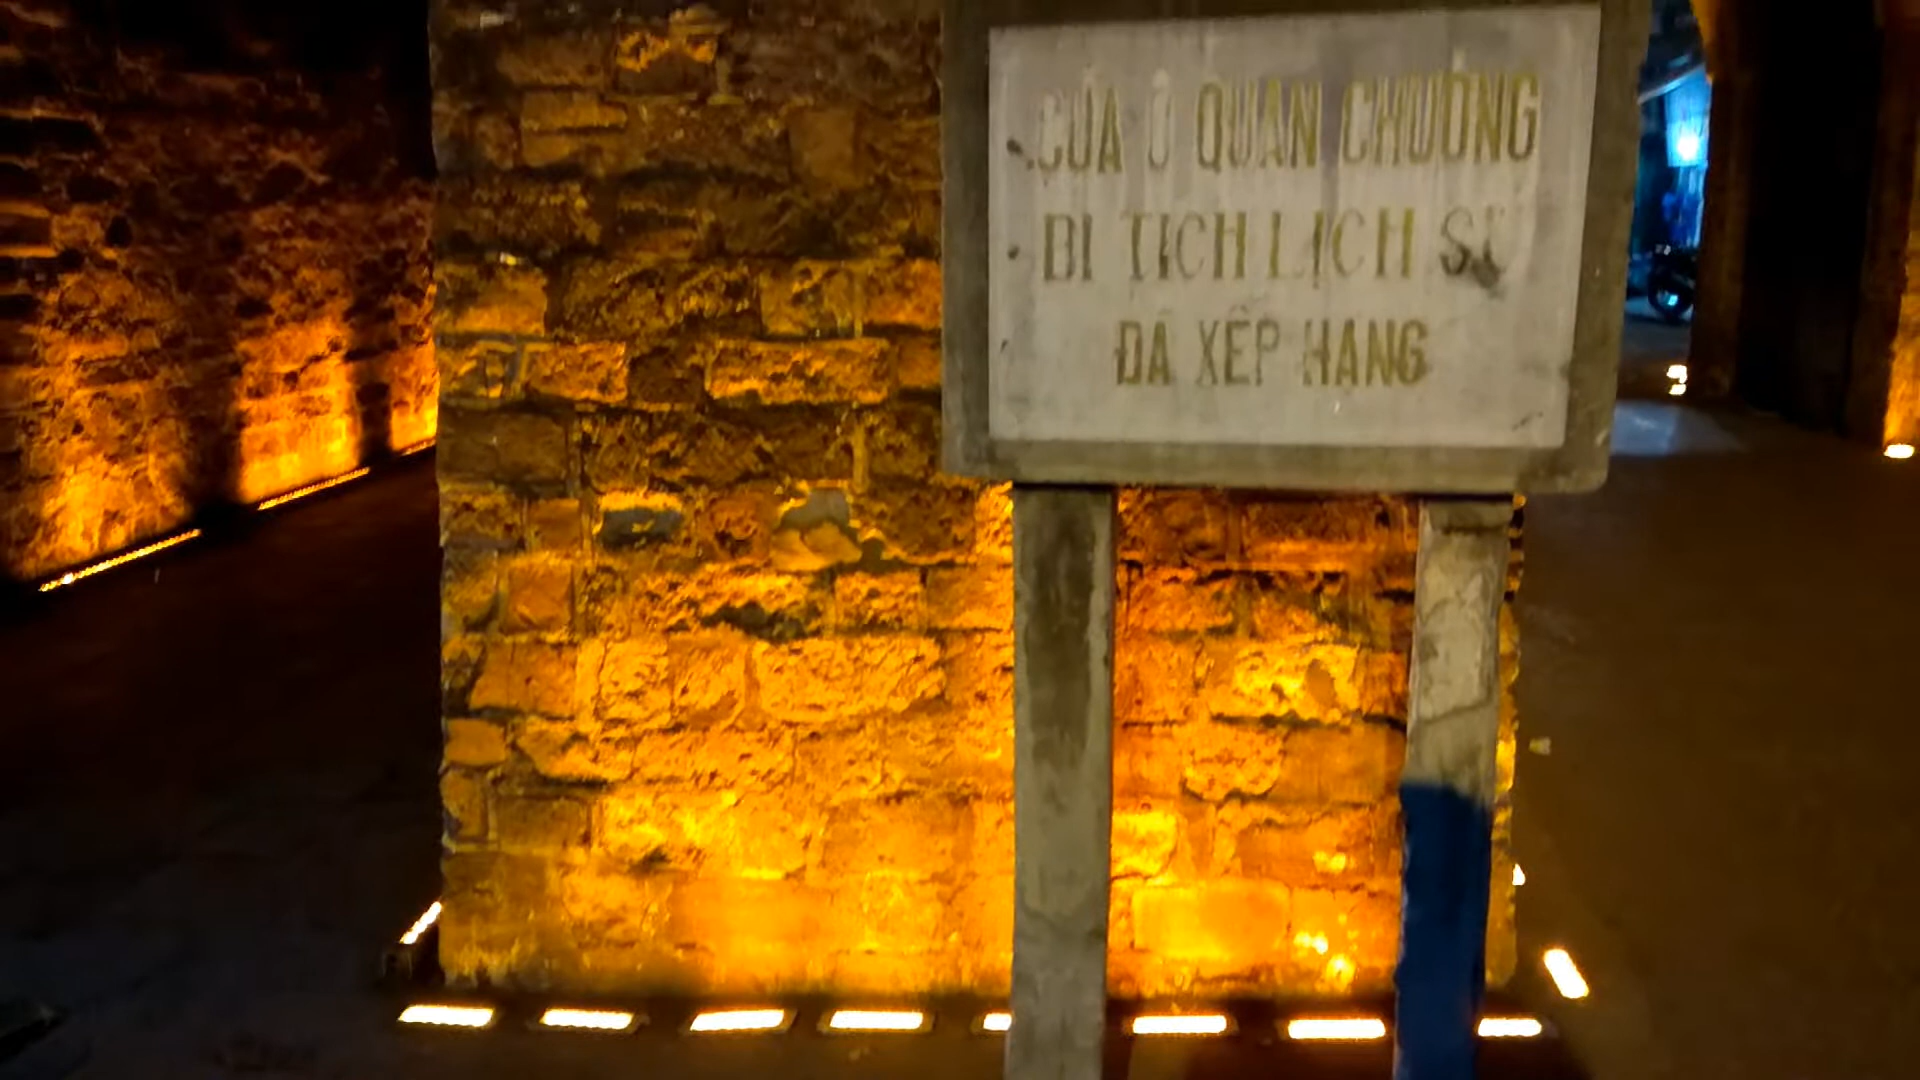 CỬA Ô QUAN CHƯỞNG
DI TÍCH LỊCH SỬ
ĐÃ XẾP HẠNG